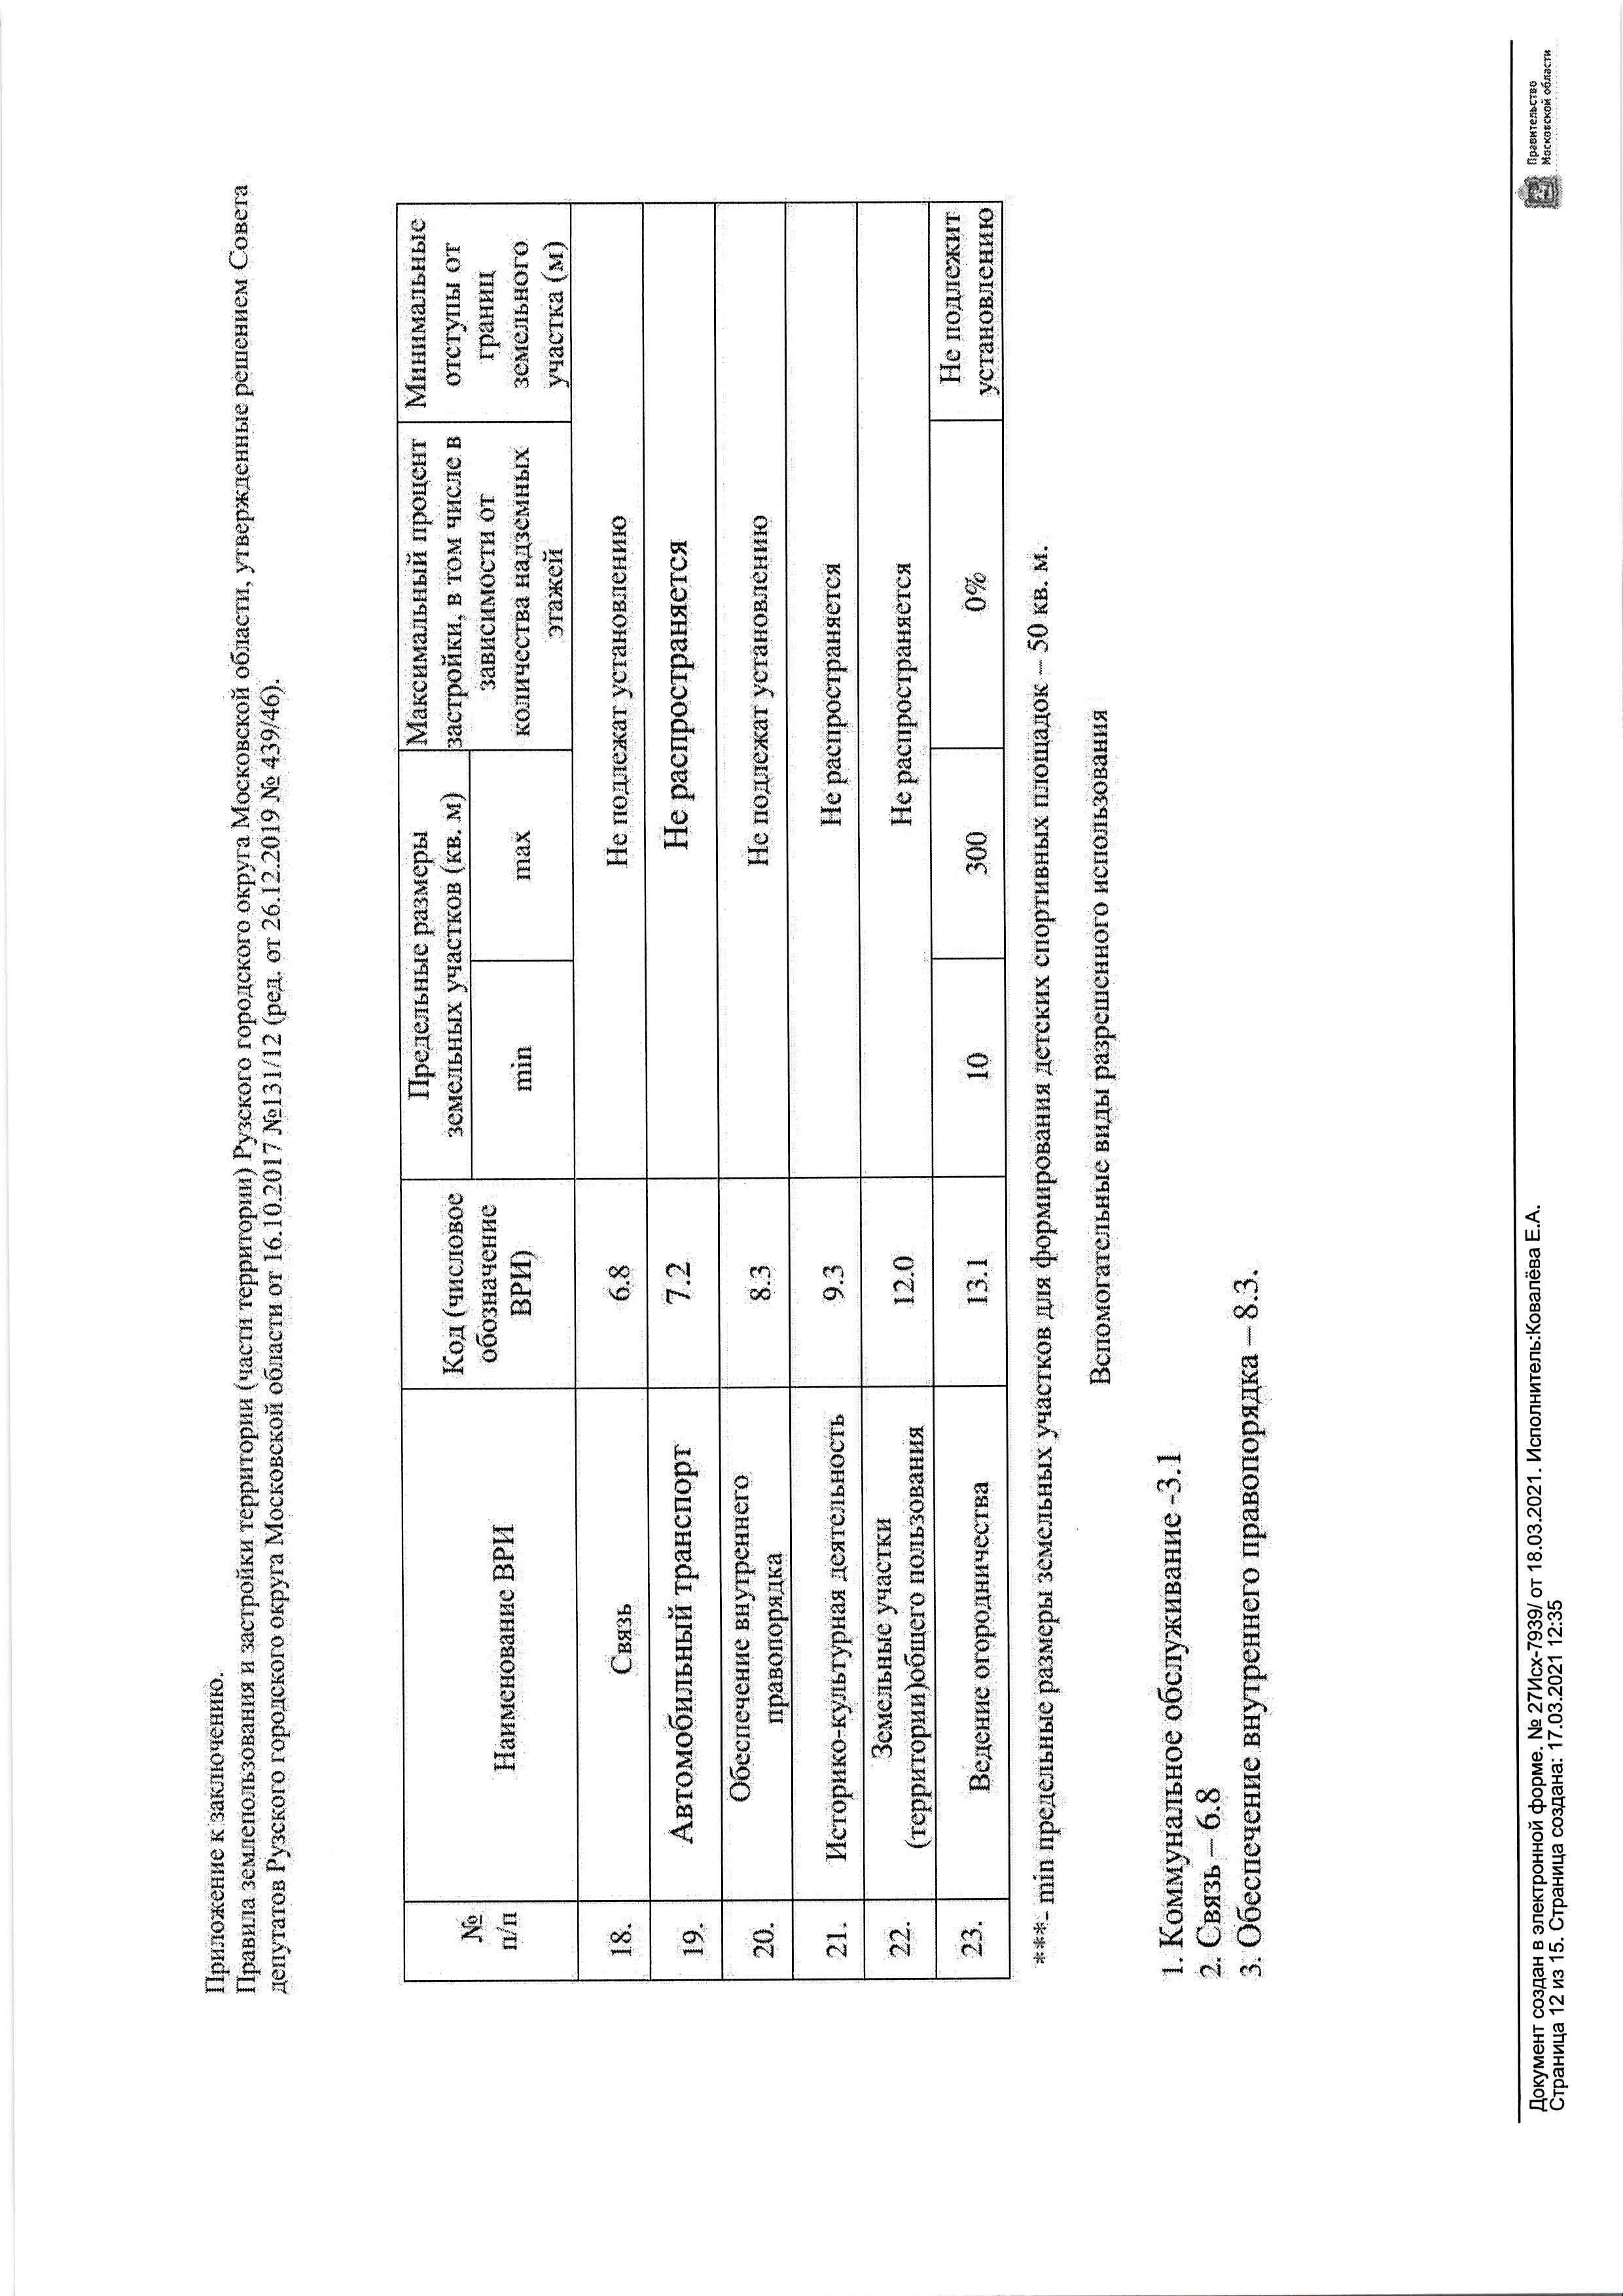 Приложение к заключению.
Правила землепользования и застройки территории (части территории) Рузского городского округа Московской области, утвержденные решением Совета
депутатов Рузского городского округа Московской области от 16.10.2017 №131/12 (ред. от 26.12.2019 № 439/46).
№ п/п
Наименование ВРИ
Код (числовое
обозначение
ВРИ)
Предельные размеры
земельных участков (кв. м)
min
max
Максимальный процент
застройки, в том числе в
зависимости от
количества надземных
этажей
Минимальные
отступы от
границ
земельного
участка (м)
18. Связь 6.8 Не подлежат установлению
19. Автомобильный транспорт 7.2 Не распространяется
20. Обеспечение внутреннего
правопорядка 8.3 Не подлежат установлению
21. Историко-культурная деятельность 9.3 Не распространяется
22. Земельные участки
(территории)общего пользования 12.0 Не распространяется
23. Ведение огородничества 13.1 10 300 0% Не подлежит
установлению
***- min предельные размеры земельных участков для формирования детских спортивных площадок – 50 кв. м.
Вспомогательные виды разрешенного использования
1. Коммунальное обслуживание -3.1
2. Связь – 6.8
3. Обеспечение внутреннего правопорядка – 8.3.
Документ создан в электронной форме. № 27Исх-7939/ от 18.03.2021. Исполнитель:Ковалёва Е.А.
Страница 12 из 15. Страница создана: 17.03.2021 12:35
Правительство
Московской области